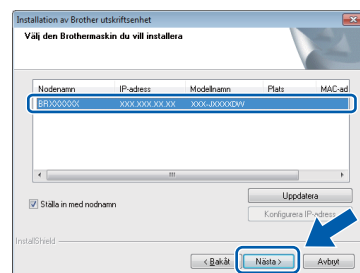 Installation av Brother utskriftsenhet
Välj den Brothermaskin du vill installera
Nodenamn IP-adress Modellnamn Plats MAC-ad
BRXXXXXX XXX.XXX.XX.XX XXX-JXXXXDW
Uppdatera
Ställa in med nodnamn
Konfigurera IP-adress
InstallShield
< Bakåt Nästa > Avbryt